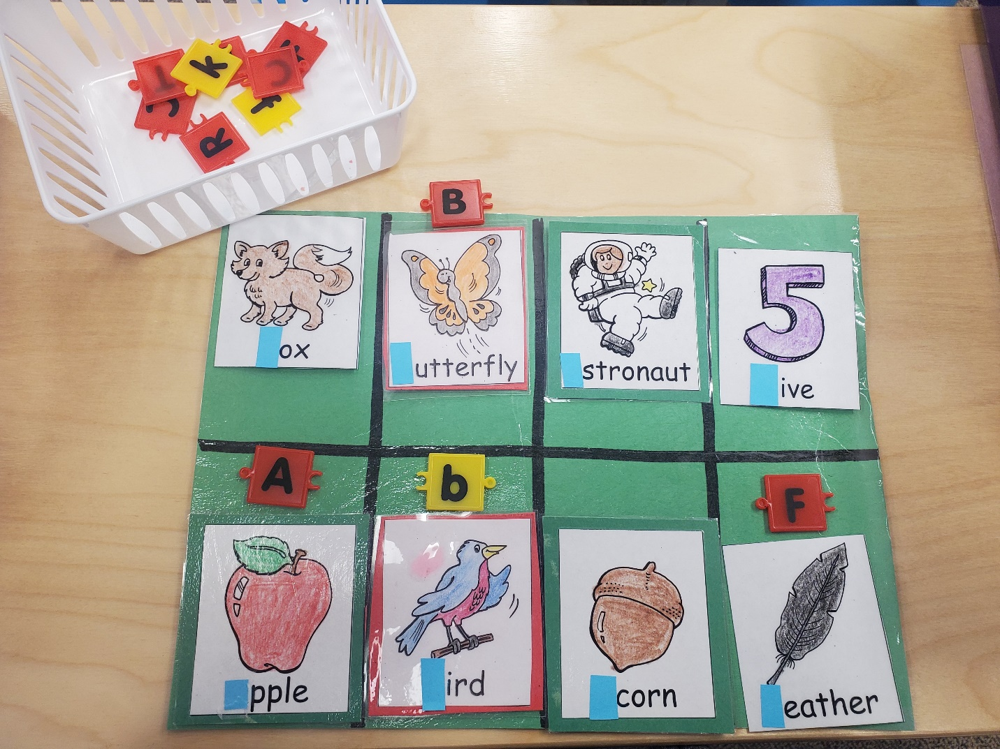 T
k
C
R
f
B
ox
utterfly
stronaut
5
ive
A
b
F
pple
ird
corn
eather